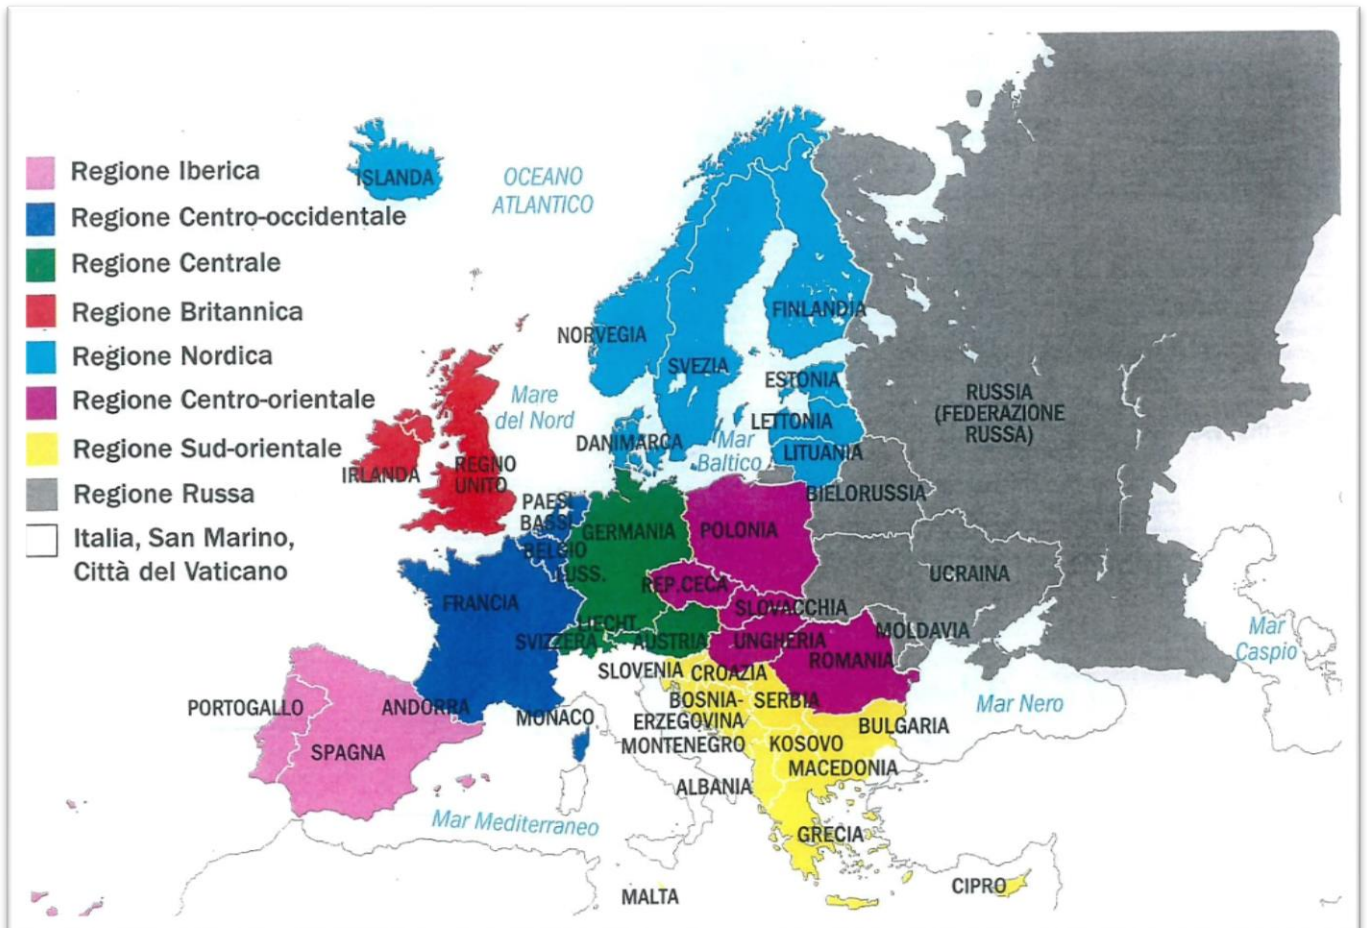 Regione Iberica
Regione Centro-occidentale
Regione Centrale
Regione Britannica
Regione Nordica
Regione Centro-orientale
Regione Sud-orientale
Regione Russa
Italia, San Marino,
Città del Vaticano
ISLANDA
OCEANO
ATLANTICO
NORVEGIA
SVEZIA
FINLANDIA
ESTONIA
LETTONIA
LITUANIA
DANIMARCA
Mare
del Nord
Mar
Baltico
RUSSIA
(FEDERAZIONE
RUSSA)
IRLANDA
REGNO
UNITO
PAESI
BASSI
BELGIO
LUSS.
GERMANIA
POLONIA
BIELORUSSIA
UCRAINA
REP.CECA
SLOVACCHIA
FRANCIA
LIECHT.
SVIZZERA
AUSTRIA
UNGHERIA
MOLDAVIA
ROMANIA
SLOVENIA
CROAZIA
BOSNIA-
ERZEGOVINA
SERBIA
MONTENEGRO
KOSOVO
BULGARIA
MACEDONIA
ALBANIA
GRECIA
PORTOGALLO
ANDORRA
SPAGNA
MONACO
Mar Mediterraneo
MALTA
CIPRO
Mar Nero
Mar
Caspio